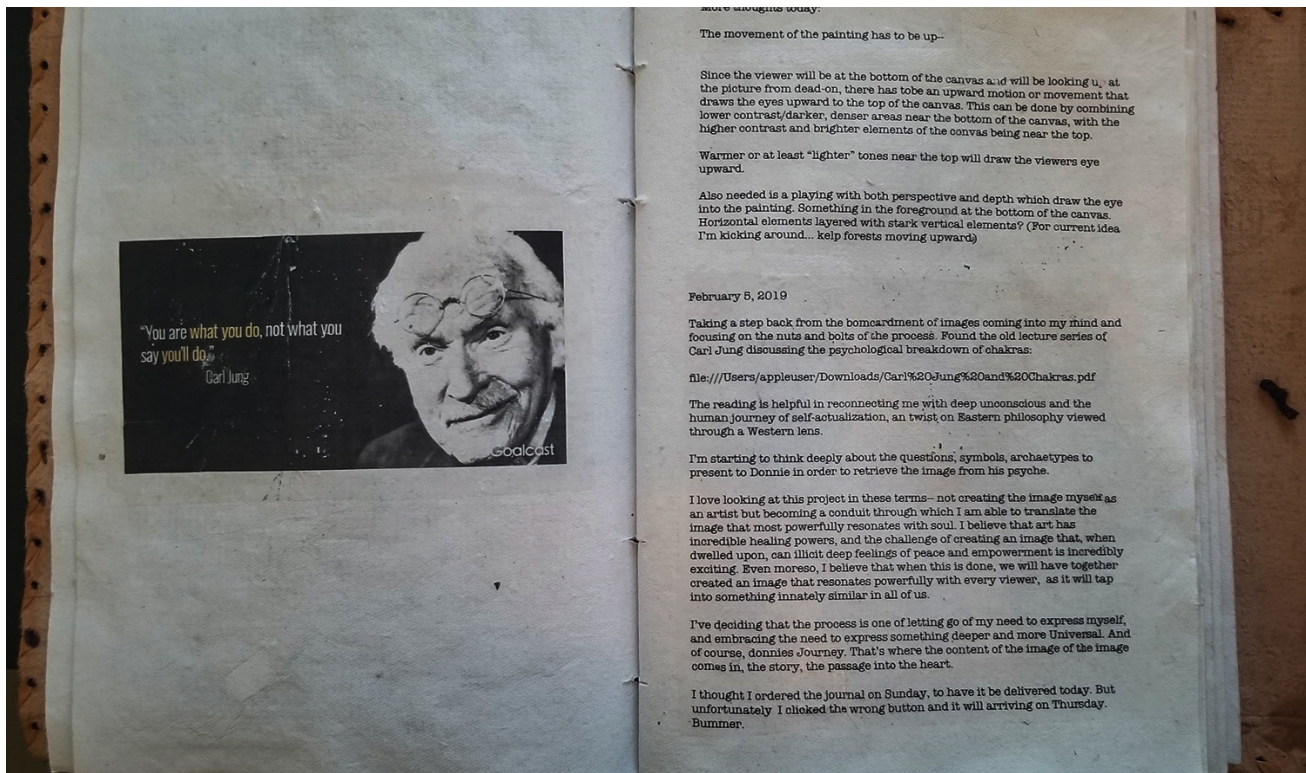 "You are what you do, not what you
say you'll do."
Carl Jung
Goalcast
More thoughts today:
The movement of the painting has to be up--
Since the viewer will be at the bottom of the canvas and will be looking up at
the picture from dead-on, there has tobe an upward motion or movement that
draws the eyes upward to the top of the canvas. This can be done by combining
lower contrast/darker, denser areas near the bottom of the canvas, with the
higher contrast and brighter elements of the convas being near the top.
Warmer or at least "lighter" tones near the top will draw the viewers eye
upward.
Also needed is a playing with both perspective and depth which draw the eye
into the painting. Something in the foreground at the bottom of the canvas.
Horizontal elements layered with stark vertical elements? (For current idea
I'm kicking around... kelp forests moving upward)
February 5, 2019
Taking a step back from the bomcardment of images coming into my mind and
focusing on the nuts and bolts of the process. Found the old lecture series of
Carl Jung discussing the psychological breakdown of chakras:
file:///Users/appleuser/Downloads/Carl%20Jung%20and%20Chakras.pdf
The reading is helpful in reconnecting me with deep unconscious and the
human journey of self-actualization, an twist on Eastern philosophy viewed
through a Western lens.
I'm starting to think deeply about the questions, symbols, archaetypes to
present to Donnie in order to retrieve the image from his psyche.
I love looking at this project in these terms-- not creating the image myself as
an artist but becoming a conduit through which I am able to translate the
image that most powerfully resonates with soul. I believe that art has
incredible healing powers, and the challenge of creating an image that, when
dwelled upon, can illicit deep feelings of peace and empowerment is incredibly
exciting. Even moreso, I believe that when this is done, we will have together
created an image that resonates powerfully with every viewer, as it will tap
into something innately similar in all of us.
I've deciding that the process is one of letting go of my need to express myself,
and embracing the need to express something deeper and more Universal. And
of course, donnies Journey. That's where the content of the image of the image
comes in, the story, the passage into the heart.
I thought I ordered the journal on Sunday, to have it be delivered today. But
unfortunately I clicked the wrong button and it will arriving on Thursday.
Bummer.